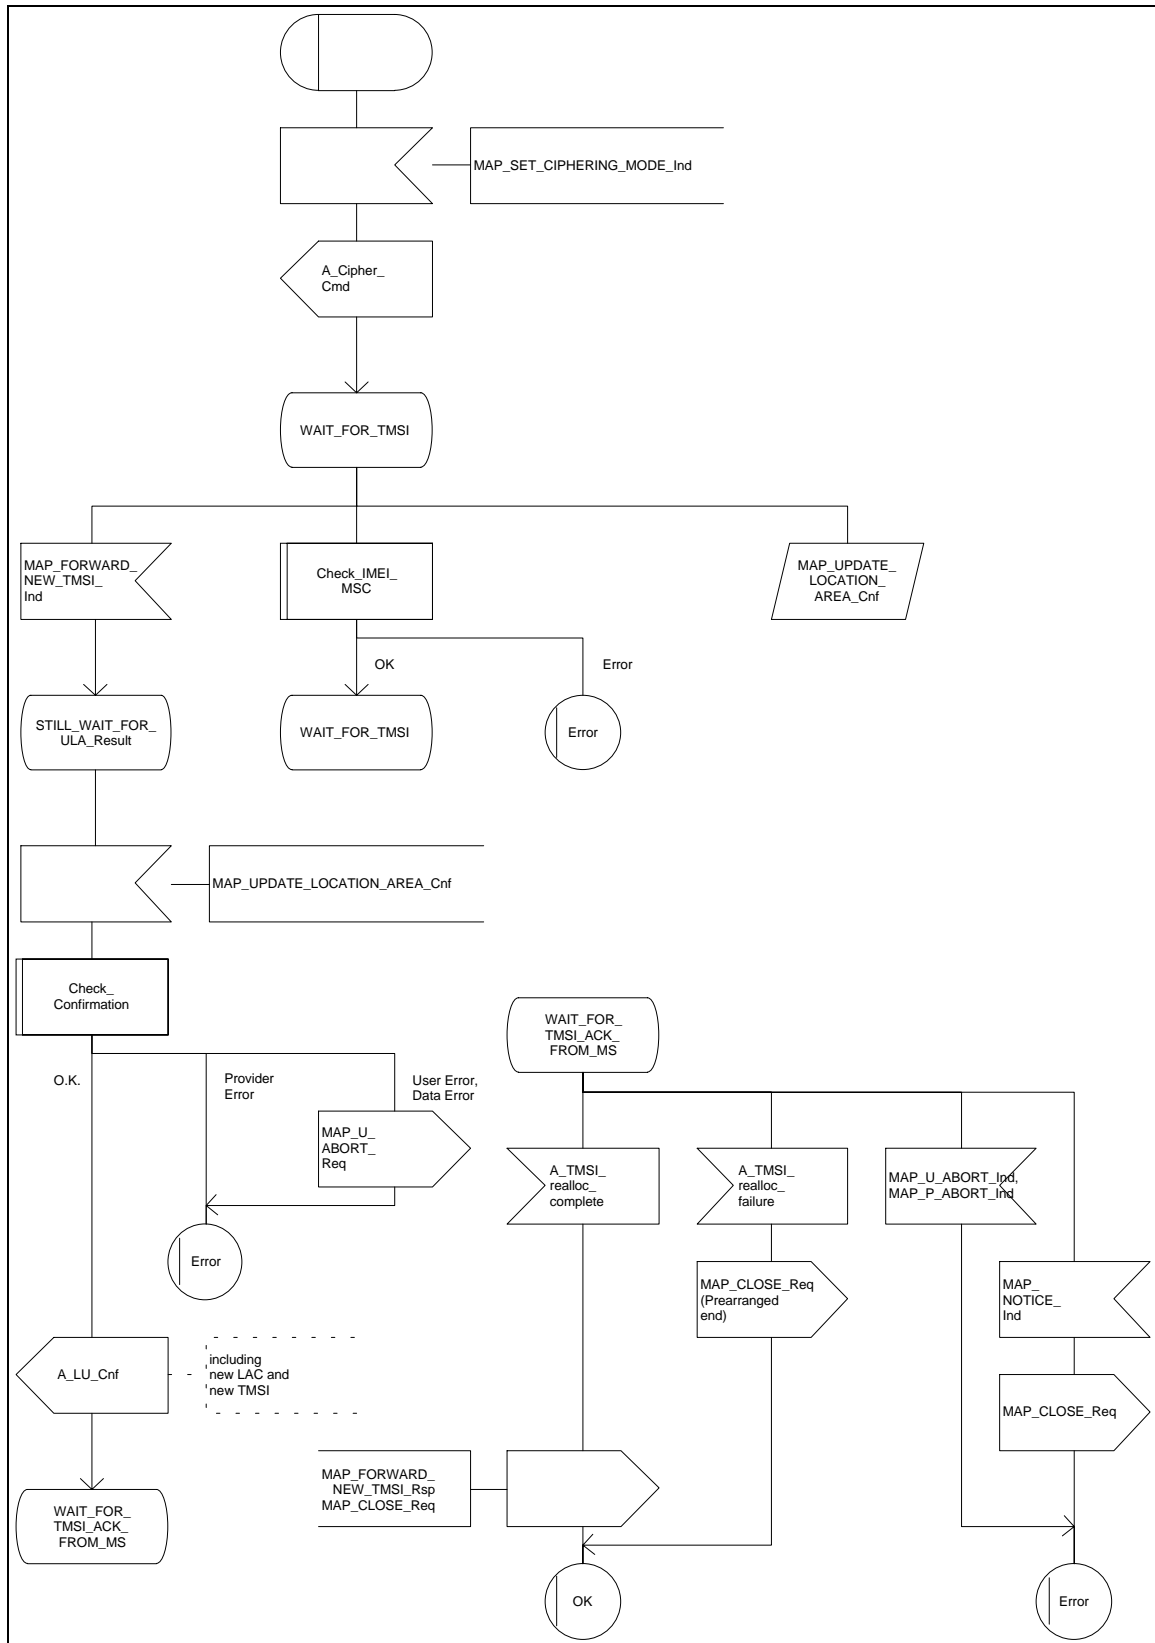 MAP_SET_CIPHERING_MODE_Ind
A_Cipher_
Cmd
WAIT_FOR_TMSI
MAP_FORWARD_
NEW_TMSI_
Ind
Check_IMEI_
MSC
MAP_UPDATE_
LOCATION_
AREA_Cnf
OK
Error
STILL_WAIT_FOR_
ULA_Result
WAIT_FOR_TMSI
Error
MAP_UPDATE_LOCATION_AREA_Cnf
Check_
Confirmation
O.K.
Provider
Error
User Error,
Data Error
MAP_U_
ABORT_
Req
Error
A_LU_Cnf
including
new LAC and
new TMSI
WAIT_FOR_
TMSI_ACK_
FROM_MS
WAIT_FOR_
TMSI_ACK_
FROM_MS
A_TMSI_
realloc_
complete
A_TMSI_
realloc_
failure
MAP_U_ABORT_Ind,
MAP_P_ABORT_Ind
MAP_CLOSE_Req
(Prearranged
end)
MAP_
NOTICE_
Ind
MAP_CLOSE_Req
MAP_FORWARD_
NEW_TMSI_Rsp
MAP_CLOSE_Req
OK
Error